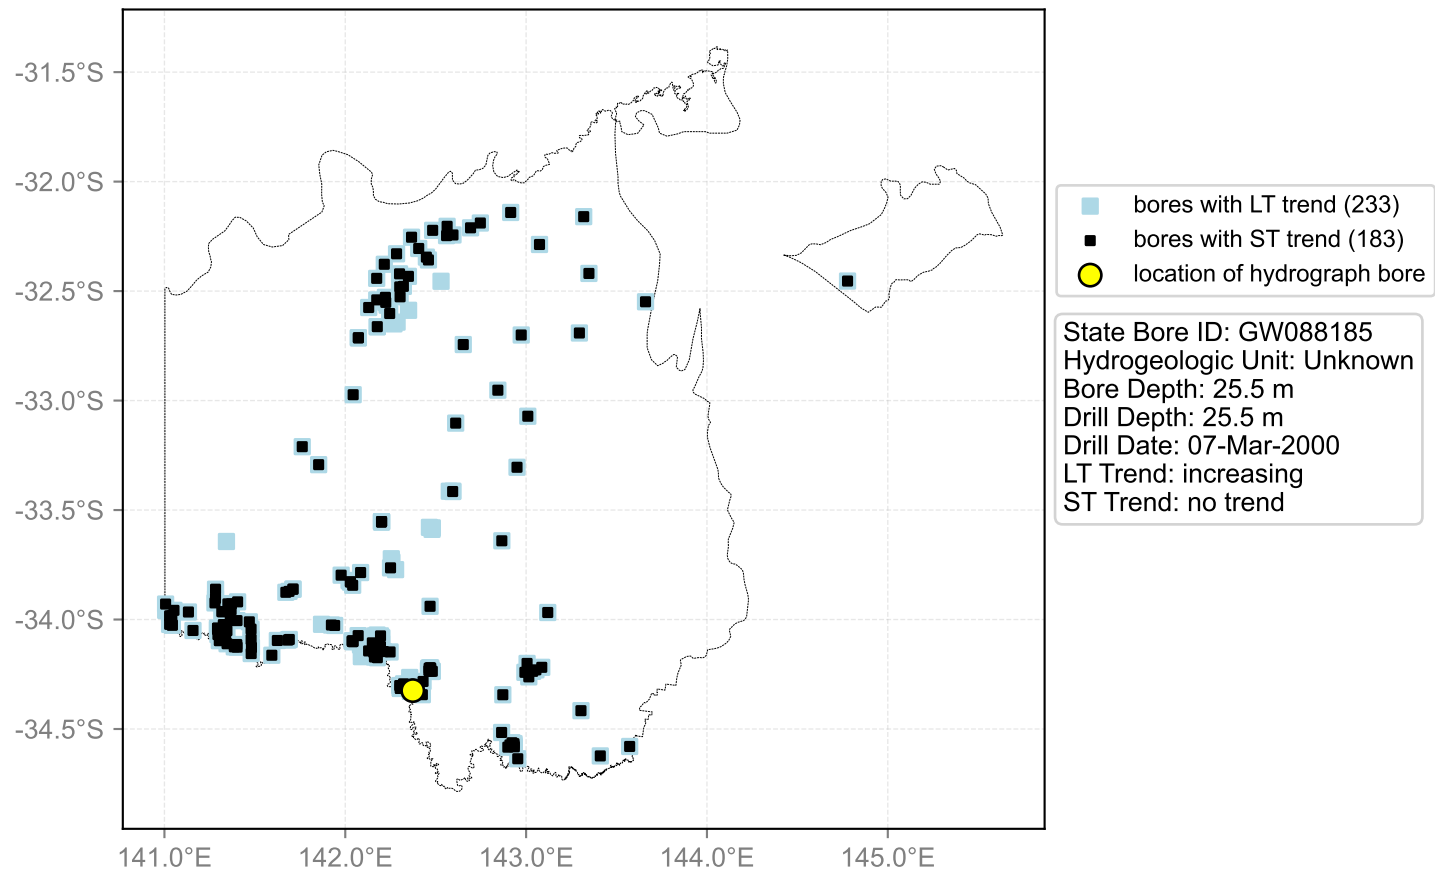 -31.5°S
-32.0°S
-32.5°S
-33.0°S
-33.5°S
-34.0°S
-34.5°S
141.0°E 142.0°E 143.0°E 144.0°E 145.0°E
bores with LT trend (233)
bores with ST trend (183)
location of hydrograph bore
State Bore ID: GW088185
Hydrogeologic Unit: Unknown
Bore Depth: 25.5 m
Drill Depth: 25.5 m
Drill Date: 07-Mar-2000
LT Trend: increasing
ST Trend: no trend